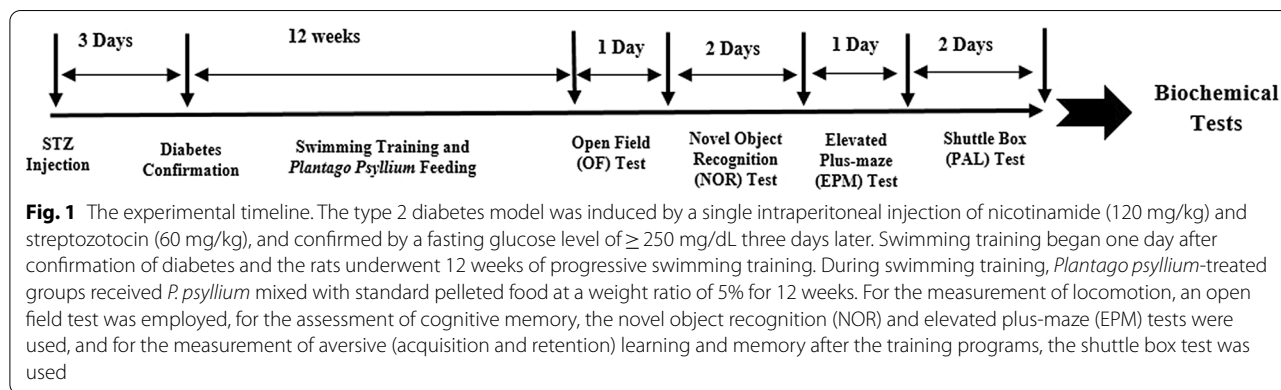 3 Days
12 weeks
1 Day
2 Days
1 Day
2 Days
Biochemical
Tests
STZ
Injection
Diabetes
Confirmation
Swimming Training and
Plantago Psyllium Feeding
Open Field
(OF) Test
Novel Object
Recognition
(NOR) Test
Elevated
Plus-maze
(EPM) Test
Shuttle Box
(PAL) Test
Fig. 1 The experimental timeline. The type 2 diabetes model was induced by a single intraperitoneal injection of nicotinamide (120 mg/kg) and
streptozotocin (60 mg/kg), and confirmed by a fasting glucose level of ≥ 250 mg/dL three days later. Swimming training began one day after
confirmation of diabetes and the rats underwent 12 weeks of progressive swimming training. During swimming training, Plantago psyllium-treated
groups received P. psyllium mixed with standard pelleted food at a weight ratio of 5% for 12 weeks. For the measurement of locomotion, an open
field test was employed, for the assessment of cognitive memory, the novel object recognition (NOR) and elevated plus-maze (EPM) tests were
used, and for the measurement of aversive (acquisition and retention) learning and memory after the training programs, the shuttle box test was
used